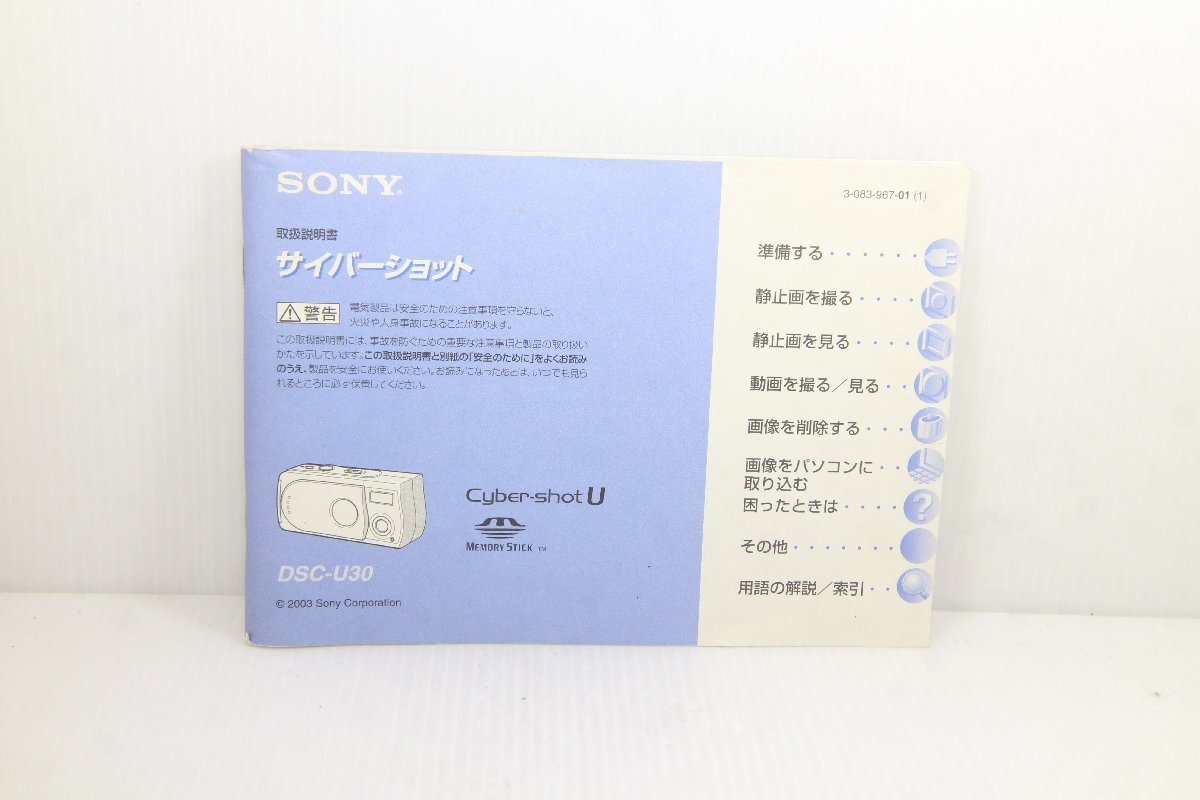 SONY®
取扱説明書
サイバーショット
警告
電気製品は安全のための注意事項を守らないと、
火災や人身事故になることがあります。
この取扱説明書には、事故を防ぐための重要な注意事項と製品の取り扱い
かたを示しています。この取扱説明書と別紙の「安全のために」をよくお読み
のうえ、製品を安全にお使いください。お読みになったあとは、いつでも見ら
れるところに必ず保管してください。
Cyber-shot U
MEMORY STICK TM
DSC-U30
© 2003 Sony Corporation
3-083-967-01 (1)
準備する・・・・・・
静止画を撮る・・・・
静止画を見る・・・・
動画を撮る／見る・・
画像を削除する・・・
画像をパソコンに・・
取り込む
困ったときは・・・・
?
その他・・・・・・・
用語の解説／索引・・